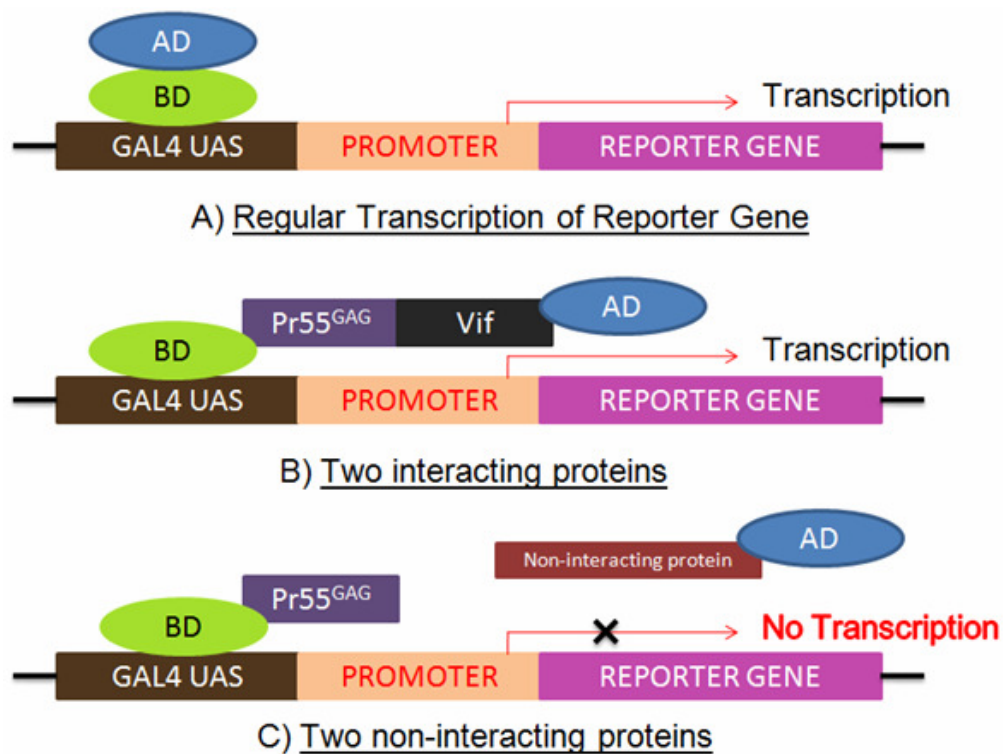 AD
BD
Transcription
GAL4 UAS PROMOTER REPORTER GENE
A) Regular Transcription of Reporter Gene
Pr55GAG Vif AD
BD
Transcription
GAL4 UAS PROMOTER REPORTER GENE
B) Two interacting proteins
AD
Non-interacting protein
Pr55GAG
BD
No Transcription
GAL4 UAS PROMOTER REPORTER GENE
C) Two non-interacting proteins